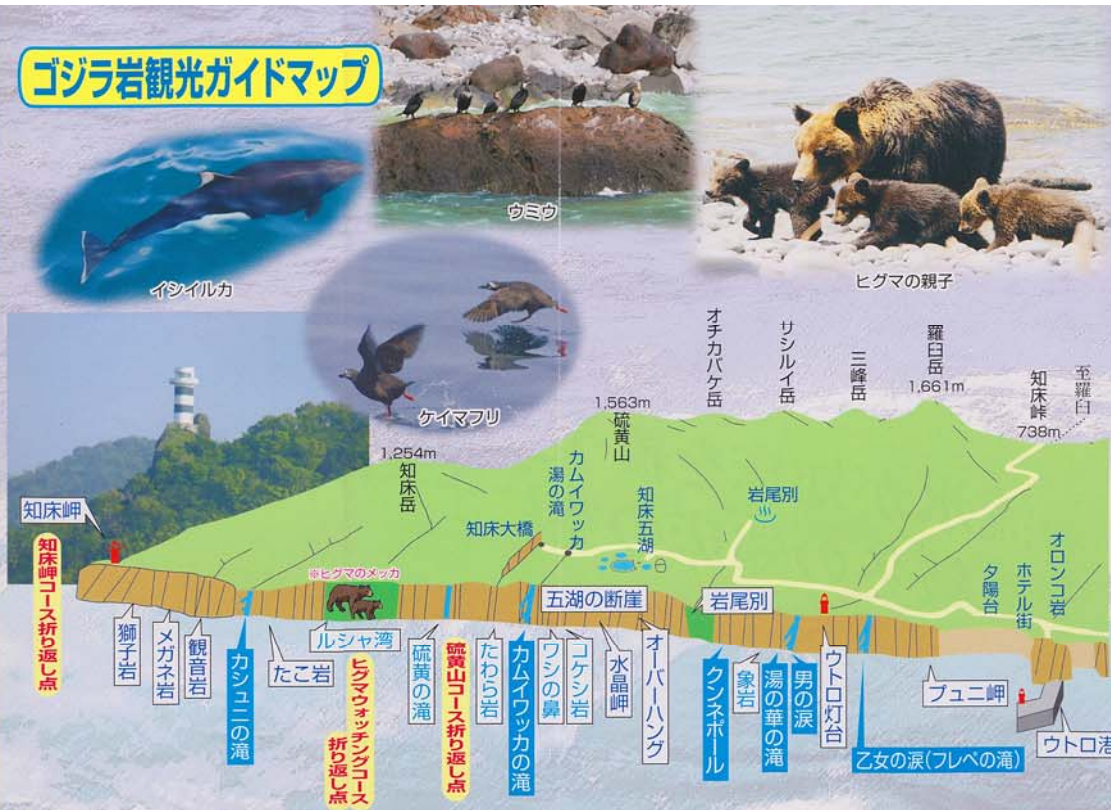 ゴジラ岩観光ガイドマップ
ウミウ
イシイルカ
ヒグマの親子
ケイマフリ
オチカバケ岳
サシルイ岳
三峰岳
羅臼岳
1,661m
知床峠
738m
至羅臼
1,563m
硫黄山
1,254m
知床岳
カムイワッカ
湯の滝
知床大橋
知床五湖
岩尾別
知床岬
知床岬コース折り返し点
※ヒグマのメッカ
夕陽台
ホテル街
オロンコ岩
獅子岩
メガネ岩
観音岩
カシュニの滝
たこ岩
ルシャ湾
ヒグマウォッチングコース
折り返し点
硫黄の滝
硫黄山コース折り返し点
たわら岩
カムイワッカの滝
五湖の断崖
ワシの鼻
コケシ岩
水晶岬
オーバーハング
岩尾別
クンネポール
象岩
湯の華の滝
男の涙
ウトロ灯台
乙女の涙(フレペの滝)
プユニ岬
ウトロ港